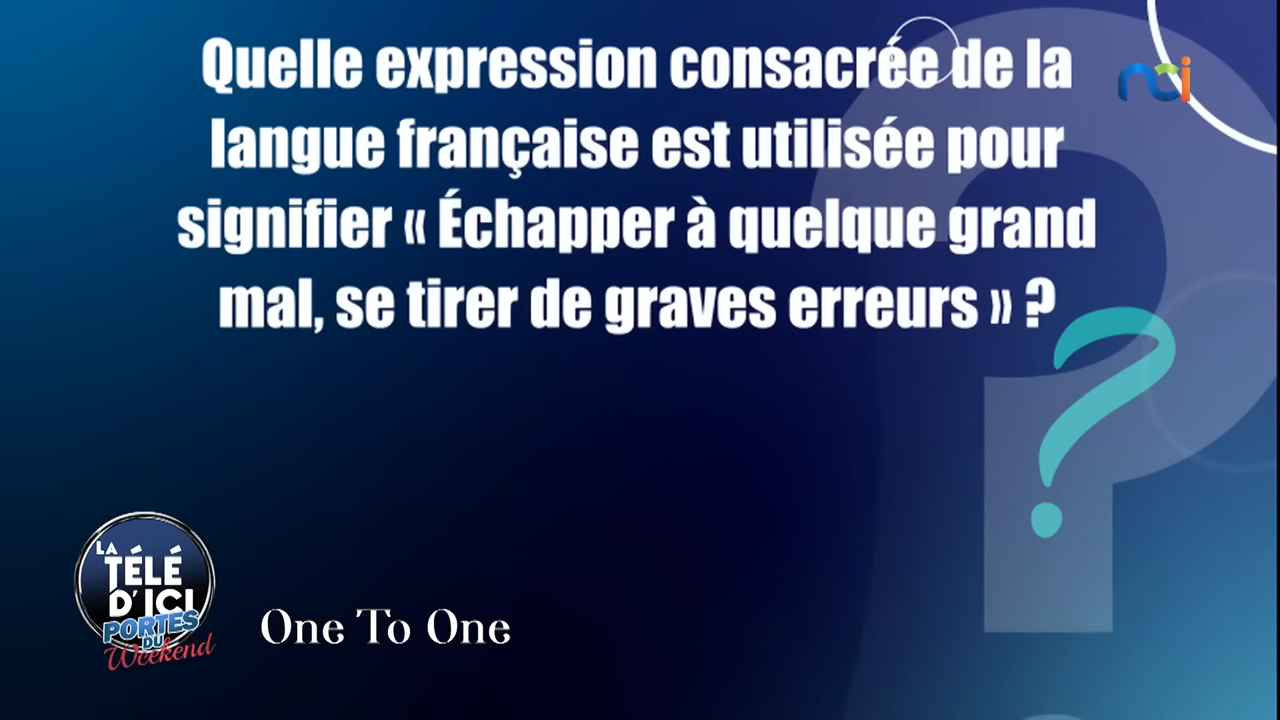 Quelle expression consacrée de la
langue française est utilisée pour
signifier « Échapper à quelque grand
mal, se tirer de graves erreurs » ?
nci
LA
TÉLÉ
D'ICI
PORTES
DU
Weekend
One To One